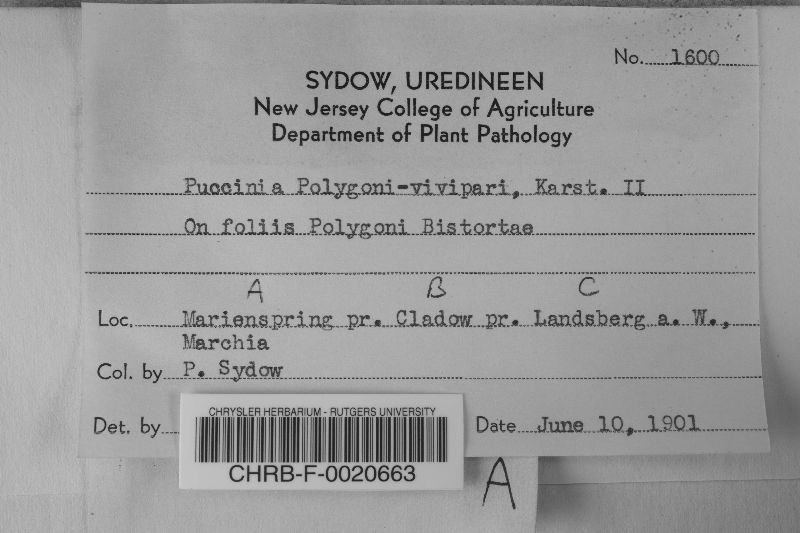 No. 1600
SYDOW, UREDINEEN
New Jersey College of Agriculture
Department of Plant Pathology
Puccinia Polygoni-vivipari, Karst. II
On foliis Polygoni Bistortae
A B C
Loc. Marienspring pr. Cladow pr. Landsberg a. W.,
Marchia
Col. by P. Sydow
Det. by
Date June 10, 1901
CHRYSLER HERBARIUM - RUTGERS UNIVERSITY
CHRB-F-0020663
A